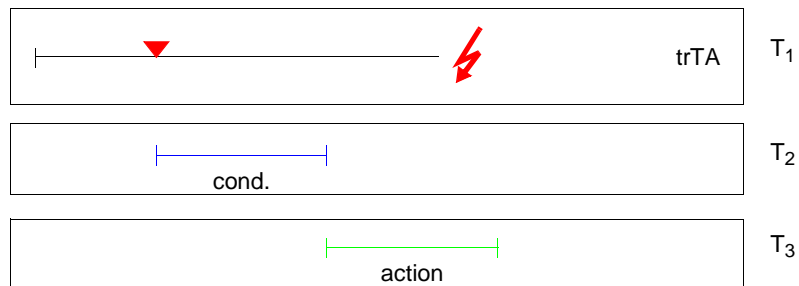 trTA T₁
cond. T₂
action T₃